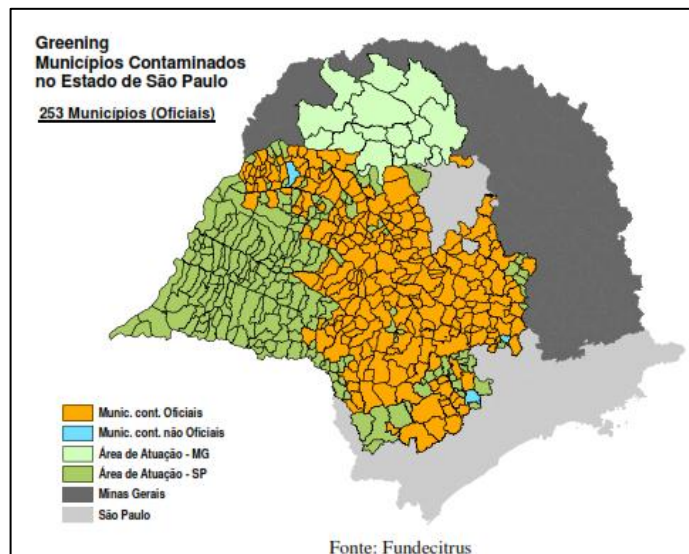 Greening
Municípios Contaminados
no Estado de São Paulo
253 Municípios (Oficiais)
Munic. cont. Oficiais
Munic. cont. não Oficiais
Área de Atuação - MG
Área de Atuação - SP
Minas Gerais
São Paulo
Fonte: Fundecitrus